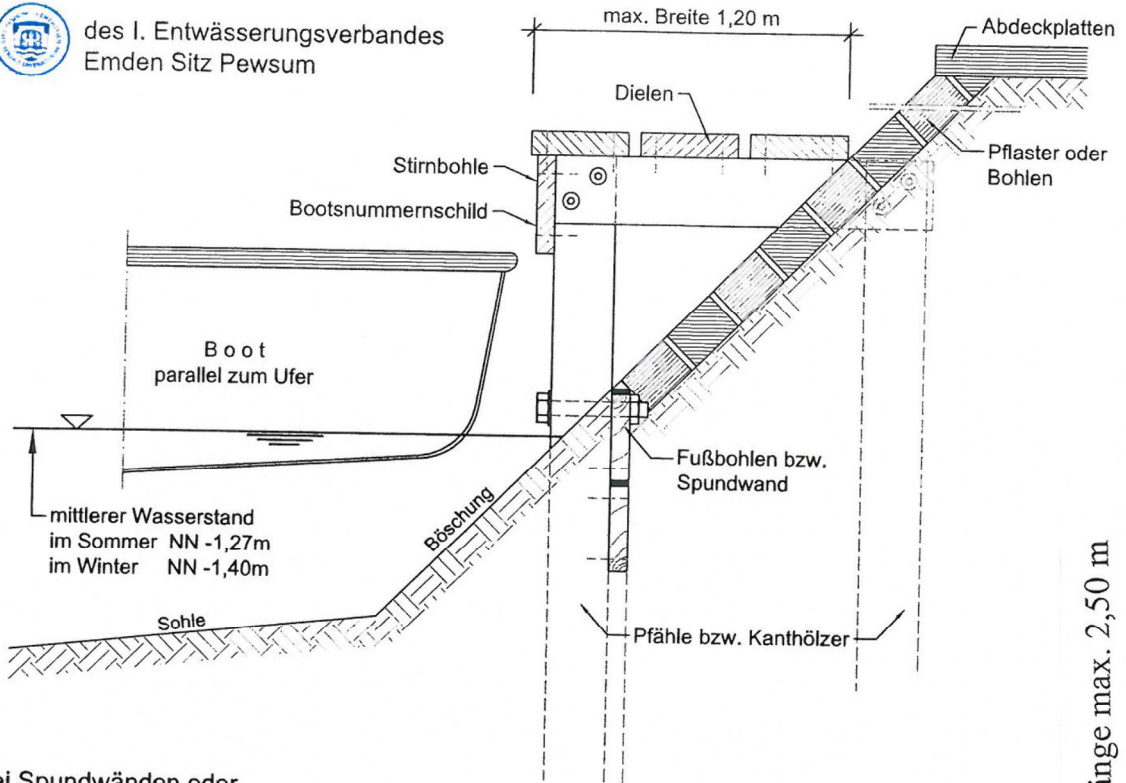 des I. Entwässerungsverbandes
Emden Sitz Pewsum
max. Breite 1,20 m
Abdeckplatten
Dielen
Stirnbohle
Pflaster oder
Bohlen
Bootsnummernschild
Boot
parallel zum Ufer
Fußbohlen bzw.
Spundwand
mittlerer Wasserstand
im Sommer NN -1,27m
im Winter NN -1,40m
Böschung
Sohle
Pfähle bzw. Kanthölzer
max. 2,50 m
Spundwänden oder